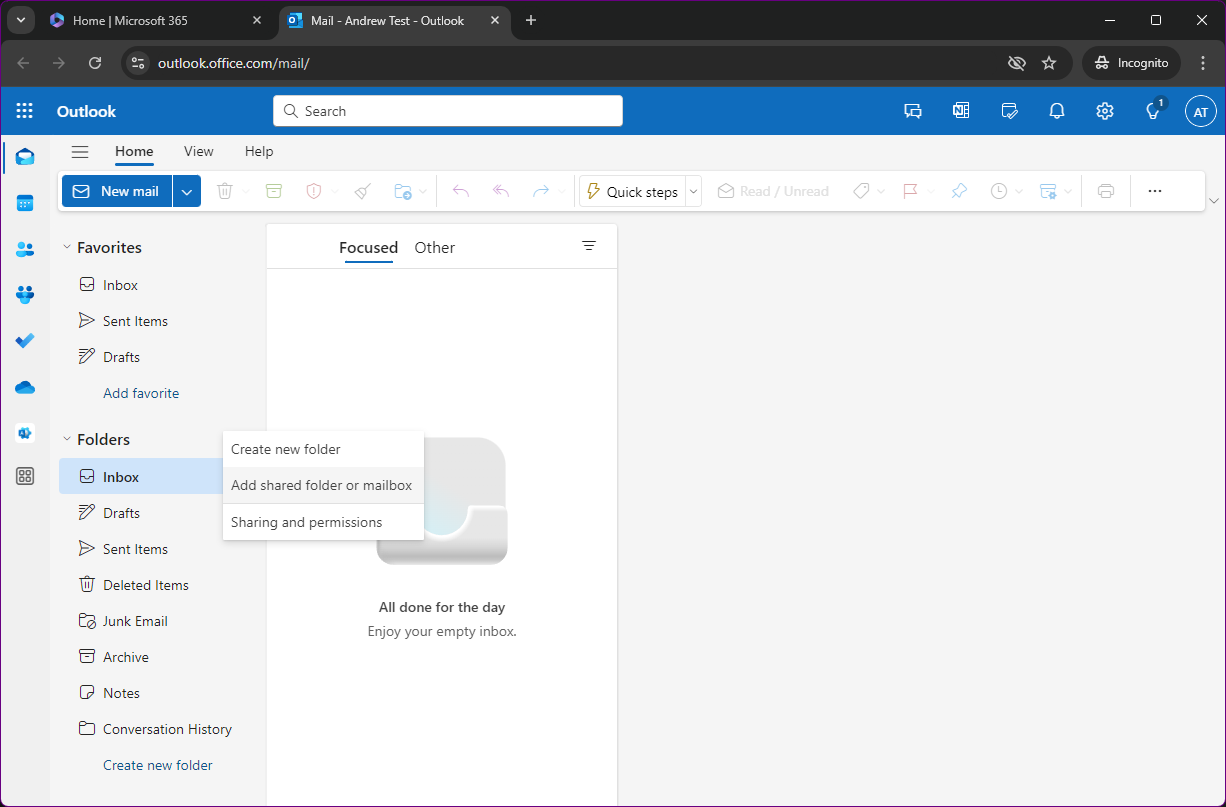 Home | Microsoft 365
Mail - Andrew Test - Outlook
outlook.office.com/mail/
Incognito
Outlook
Search
1
AT
Home View Help
New mail
Quick steps
Read / Unread
Favorites
Inbox
Sent Items
Drafts
Add favorite
Folders
Inbox
Drafts
Sent Items
Deleted Items
Junk Email
Archive
Notes
Conversation History
Create new folder
Create new folder
Add shared folder or mailbox
Sharing and permissions
Focused Other
All done for the day
Enjoy your empty inbox.